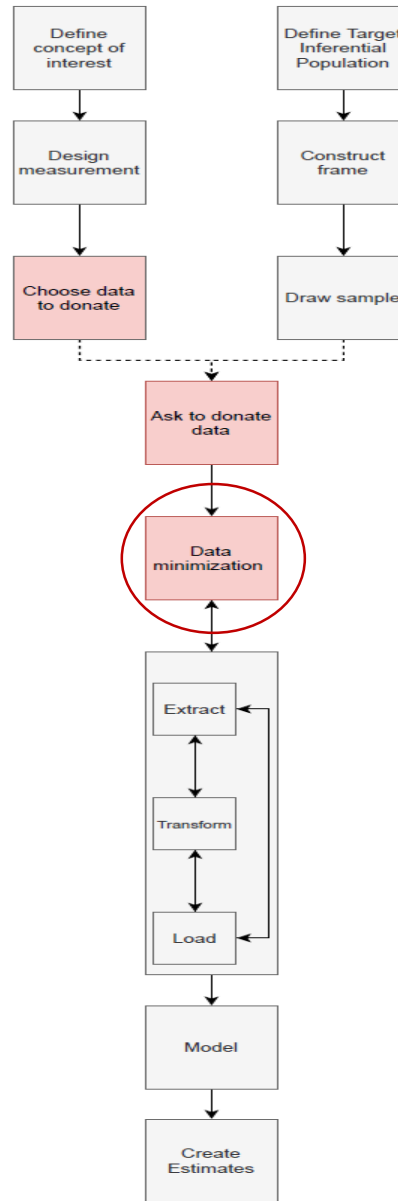 Define
concept of
interest
Define Target
Inferential
Population
Design
measurement
Construct
frame
Choose data
to donate
Draw sample
Ask to donate
data
Data
minimization
Extract
Transform
Load
Model
Create
Estimates